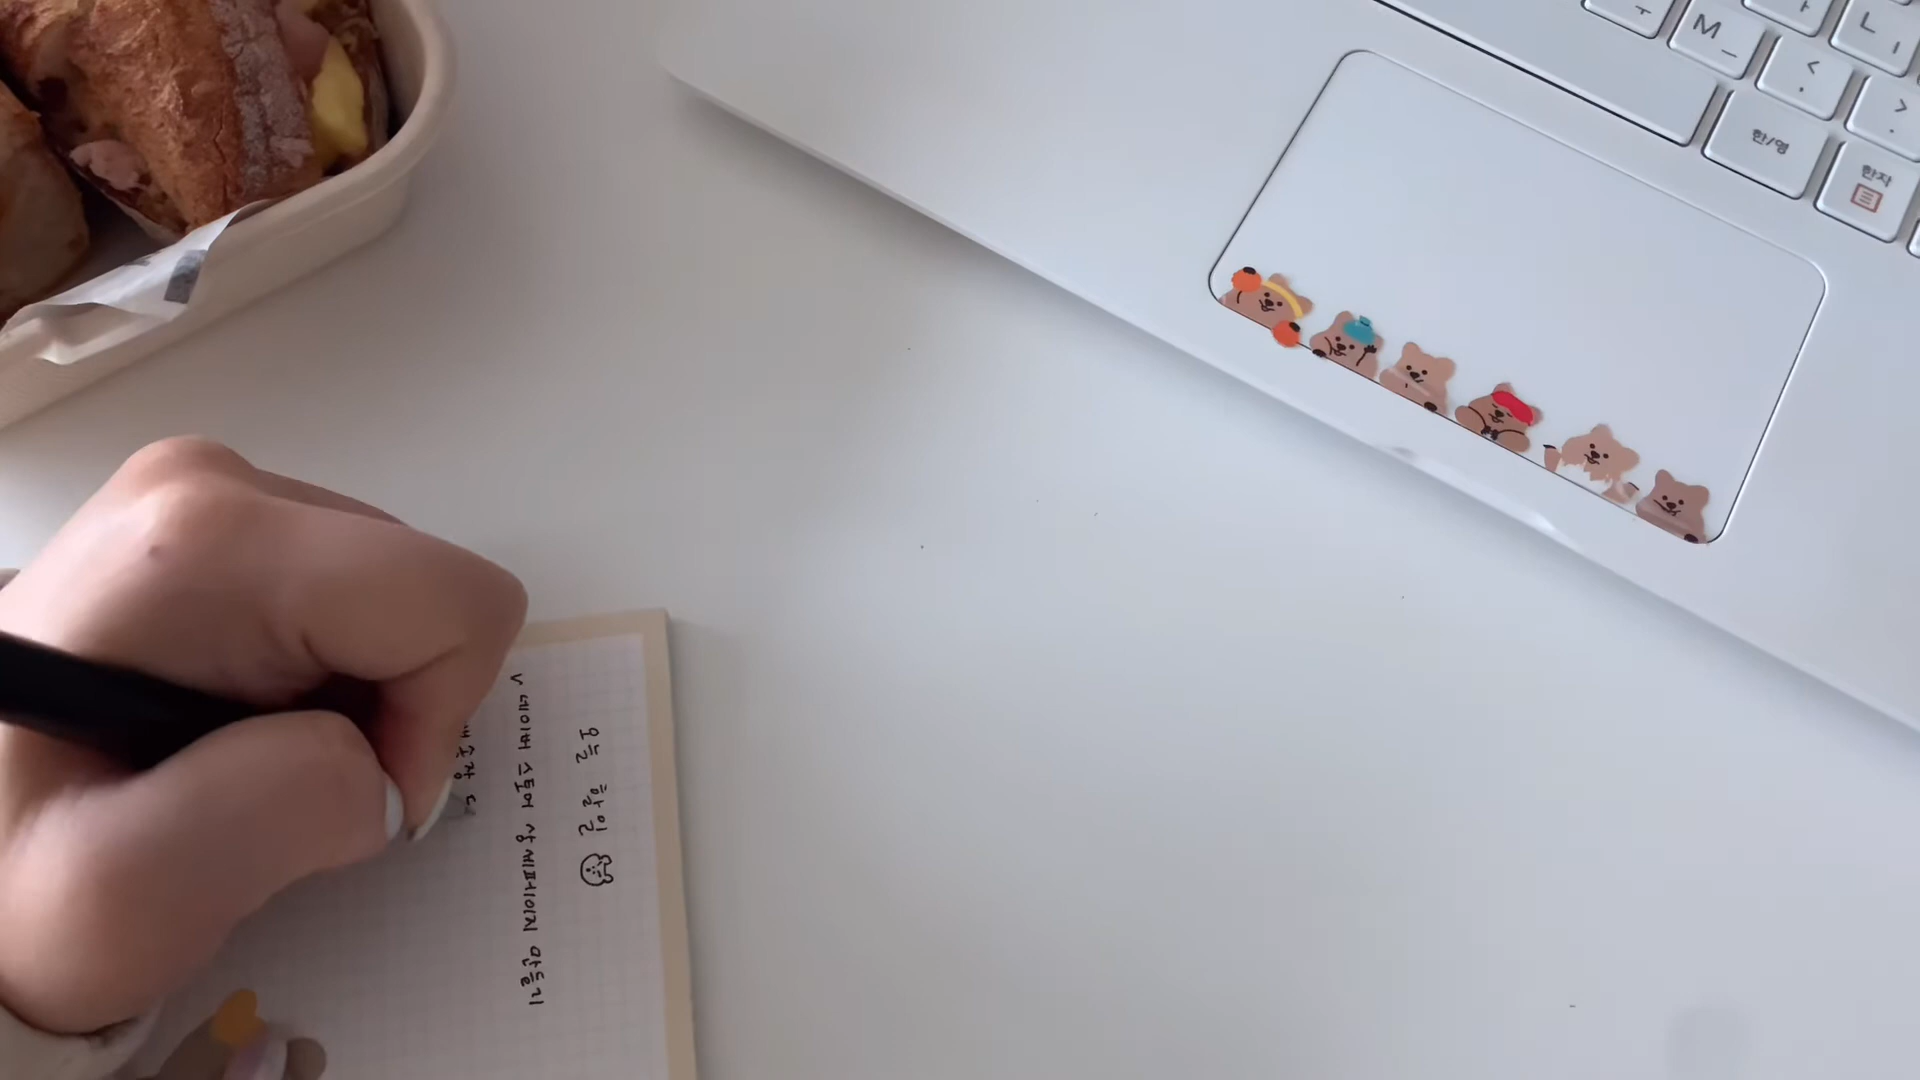 오늘 할일
v 네이버 스토어 상세페이지 만들기
M
<
.
>
.
한/영
한자